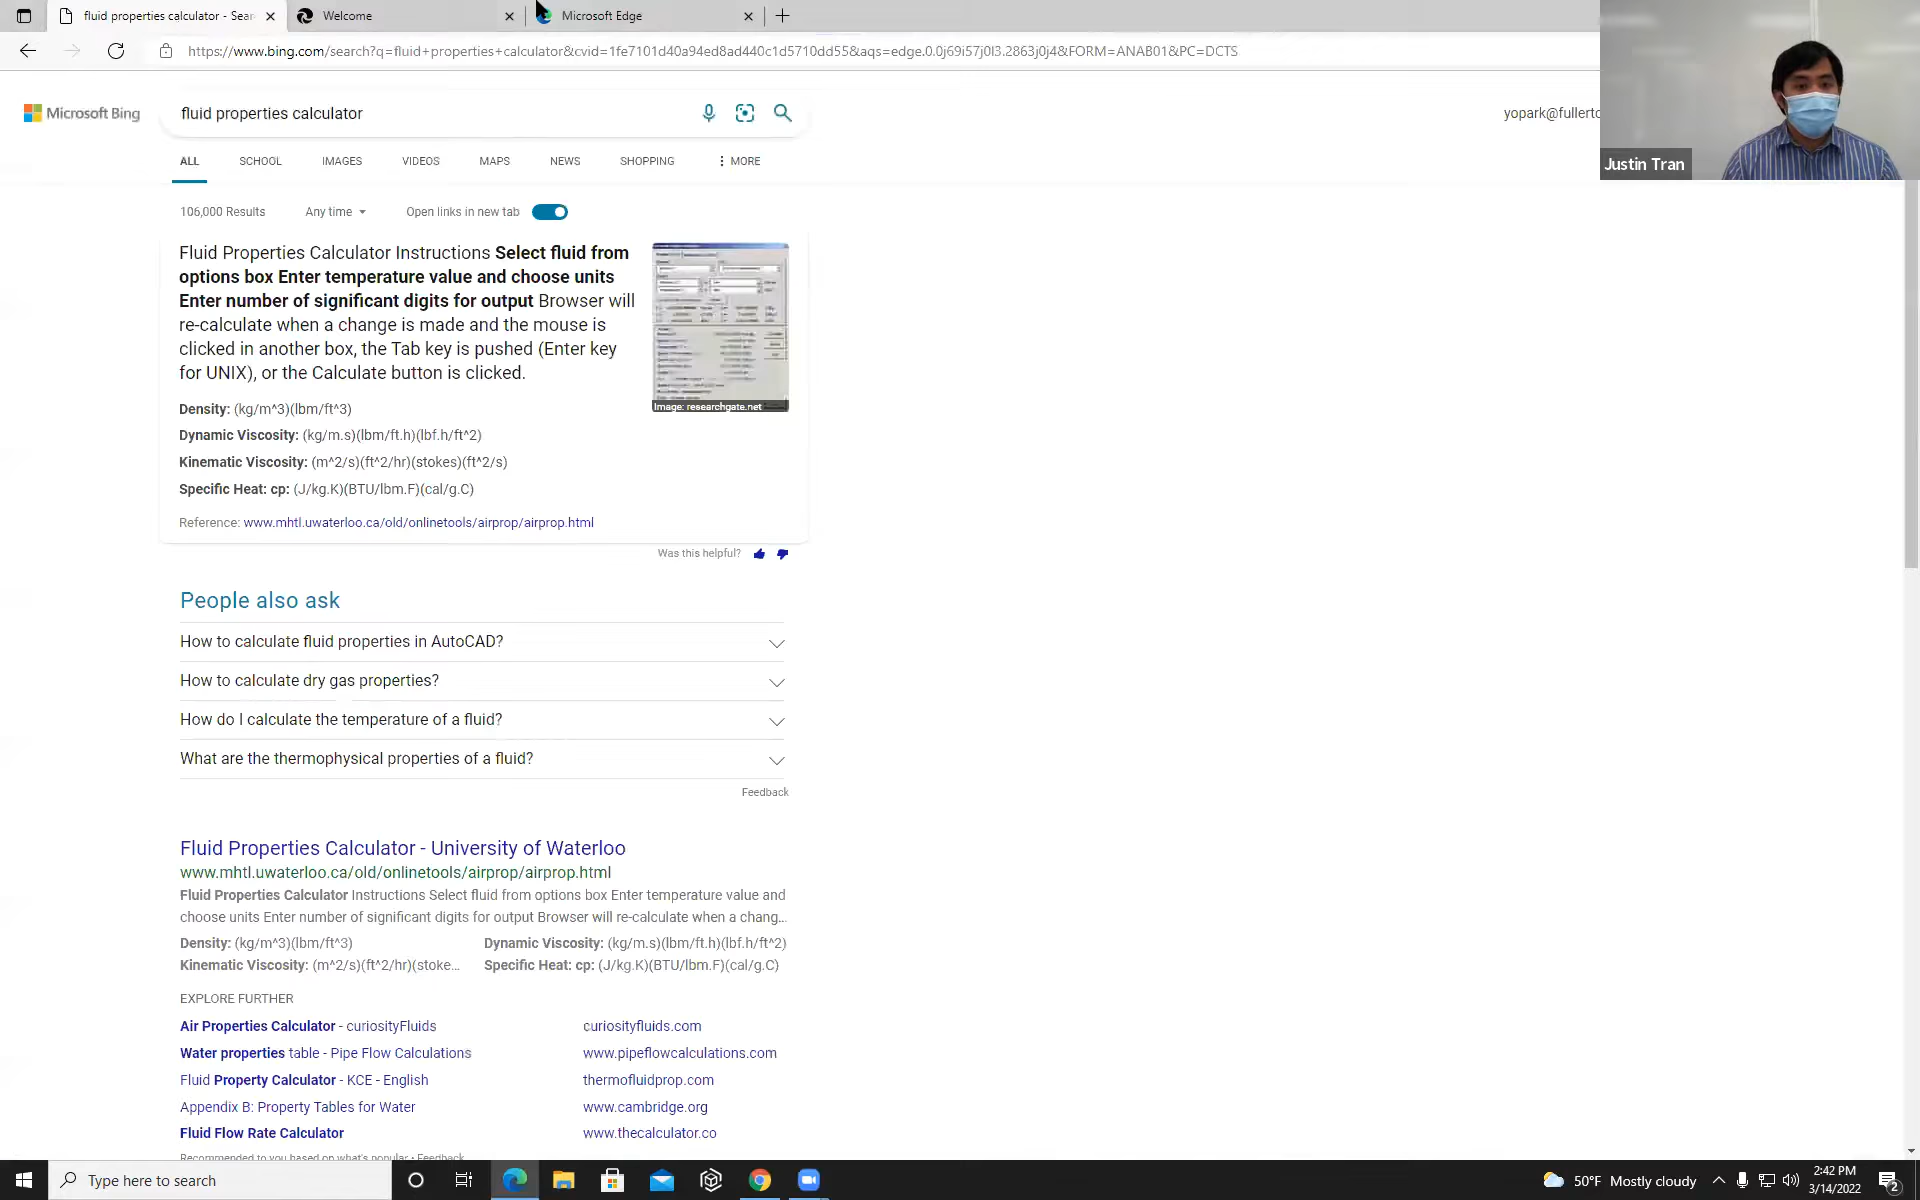 fluid properties calculator - Sear
Welcome
Microsoft Edge
https://www.bing.com/search?q=fluid+properties+calculator&cvid=1fe7101d40a94ed8ad440c1d5710dd55&aqs=edge.0.0j69i57j0l3.2863j0j4&FORM=ANAB01&PC=DCTS
Microsoft Bing
fluid properties calculator
yopark@fullerto
Justin Tran
ALL SCHOOL IMAGES VIDEOS MAPS NEWS SHOPPING MORE
106,000 Results Any time Open links in new tab
Fluid Properties Calculator Instructions Select fluid from
options box Enter temperature value and choose units
Enter number of significant digits for output Browser will
re-calculate when a change is made and the mouse is
clicked in another box, the Tab key is pushed (Enter key
for UNIX), or the Calculate button is clicked.
Image: researchgate.net
Density: (kg/m^3)(lbm/ft^3)
Dynamic Viscosity: (kg/m.s)(lbm/ft.h)(lbf.h/ft^2)
Kinematic Viscosity: (m^2/s)(ft^2/hr)(stokes)(ft^2/s)
Specific Heat: cp: (J/kg.K)(BTU/lbm.F)(cal/g.C)
Reference: www.mhtl.uwaterloo.ca/old/onlinetools/airprop/airprop.html
Was this helpful?
People also ask
How to calculate fluid properties in AutoCAD?
How to calculate dry gas properties?
How do I calculate the temperature of a fluid?
What are the thermophysical properties of a fluid?
Feedback
Fluid Properties Calculator - University of Waterloo
www.mhtl.uwaterloo.ca/old/onlinetools/airprop/airprop.html
Fluid Properties Calculator Instructions Select fluid from options box Enter temperature value and
choose units Enter number of significant digits for output Browser will re-calculate when a chang...
Density: (kg/m^3)(lbm/ft^3) Dynamic Viscosity: (kg/m.s)(lbm/ft.h)(lbf.h/ft^2)
Kinematic Viscosity: (m^2/s)(ft^2/hr)(stoke... Specific Heat: cp: (J/kg.K)(BTU/lbm.F)(cal/g.C)
EXPLORE FURTHER
Air Properties Calculator - curiosityFluids curiosityfluids.com
Water properties table - Pipe Flow Calculations www.pipeflowcalculations.com
Fluid Property Calculator - KCE - English thermofluidprop.com
Appendix B: Property Tables for Water www.cambridge.org
Fluid Flow Rate Calculator www.thecalculator.co
Recommended to you based on what's popular • Feedback
Type here to search
50°F Mostly cloudy
2:42 PM
3/14/2022
2